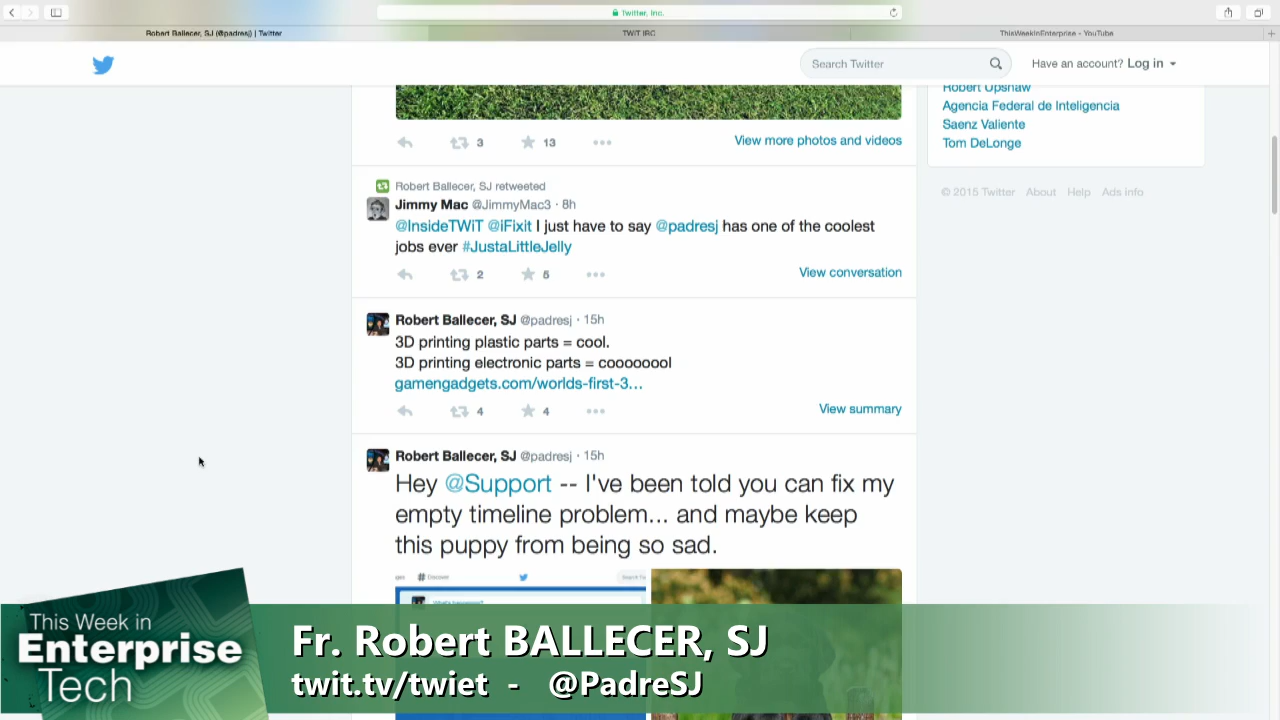 Twitter, Inc.
Robert Ballecer, SJ (@padresj) | Twitter
TWiT IRC
ThisWeekInEnterprise - YouTube
Search Twitter
Have an account? Log in
Robert Upshaw
Agencia Federal de Inteligencia
Saenz Valiente
Tom DeLonge
3
13
View more photos and videos
© 2015 Twitter About Help Ads info
Robert Ballecer, SJ retweeted
Jimmy Mac @JimmyMac3 · 8h
@InsideTWiT @iFixit I just have to say @padresj has one of the coolest
jobs ever #JustaLittleJelly
2
5
View conversation
Robert Ballecer, SJ @padresj · 15h
3D printing plastic parts = cool.
3D printing electronic parts = coooooool
gamengadgets.com/worlds-first-3...
4
4
View summary
Robert Ballecer, SJ @padresj · 15h
Hey @Support -- I've been told you can fix my
empty timeline problem... and maybe keep
this puppy from being so sad.
# Discover
This Week in
Enterprise
Tech
Fr. Robert BALLECER, SJ
twit.tv/twiet - @PadreSJ